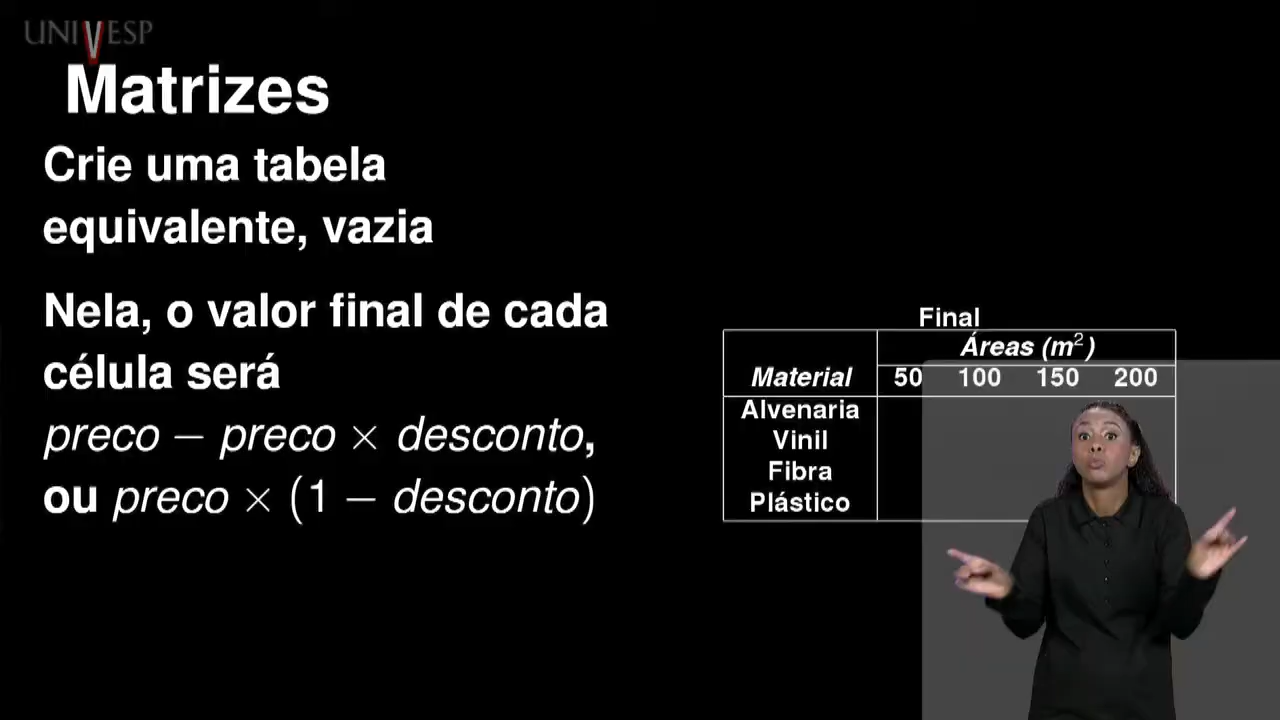 UNIVESP
Matrizes
Crie uma tabela
equivalente, vazia
Nela, o valor final de cada
célula será
preco − preco × desconto,
ou preco × (1 − desconto)
Final
Áreas (m²)
Material 50 100 150 200
Alvenaria
Vinil
Fibra
Plástico